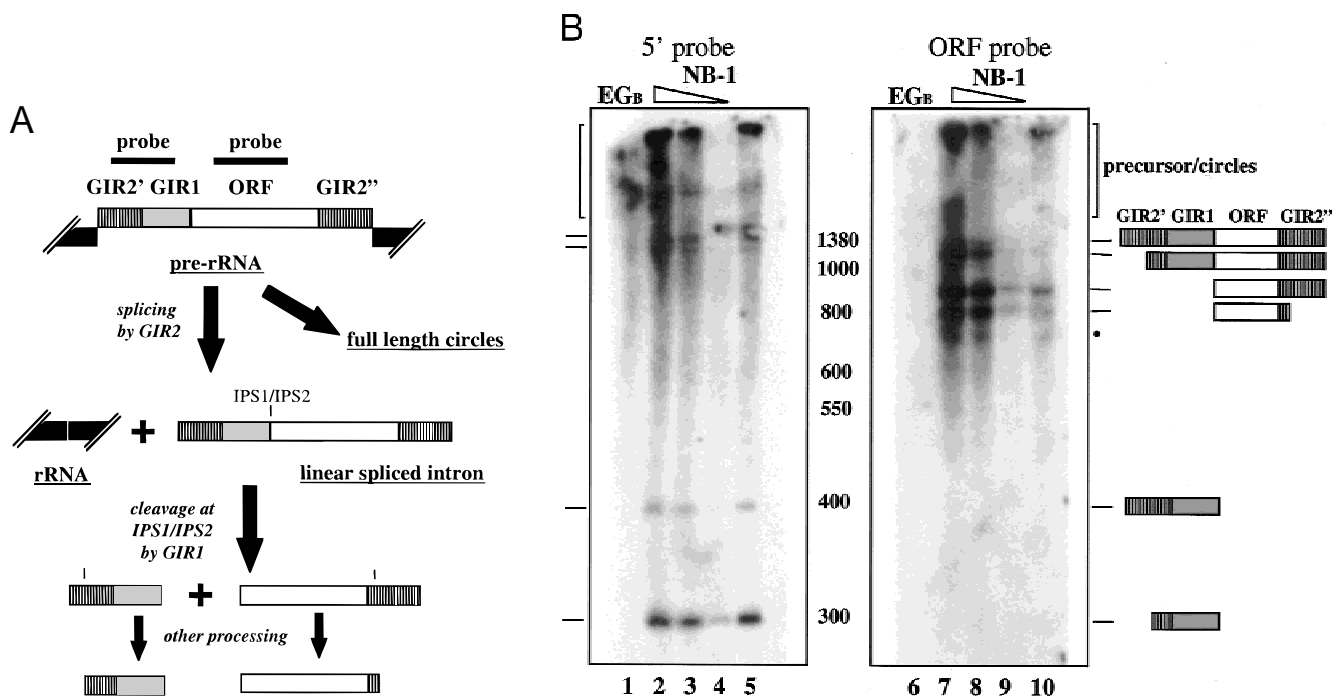 A
probe probe
GIR2' GIR1 ORF GIR2”
pre-rRNA
splicing
by GIR2
full length circles
IPS1/IPS2
+
rRNA
linear spliced intron
cleavage at
IPS1/IPS2
by GIR1
+
other processing
B
5' probe
NB-1
EGB
ORF probe
NB-1
EGB
precursor/circles
GIR2' GIR1 ORF GIR2”
1380
1000
800
600
550
400
300
1 2 3 4 5
6 7 8 9 10